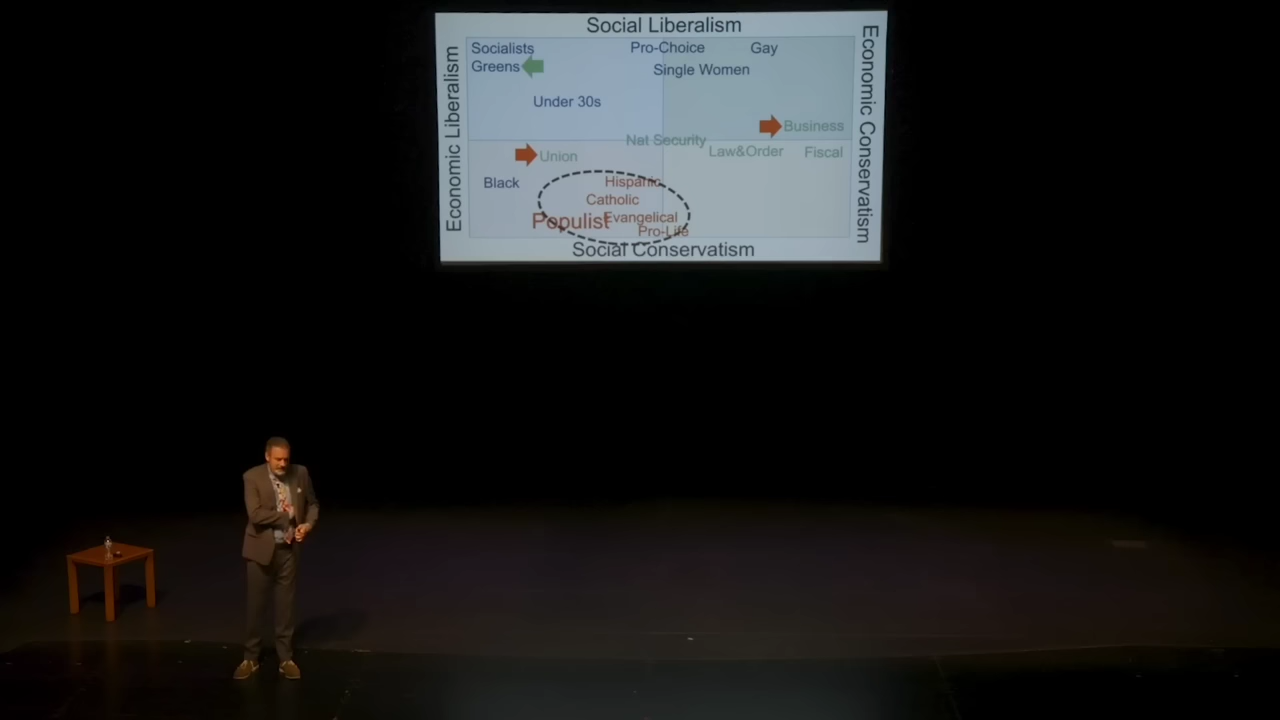 Social Liberalism
Economic Liberalism
Economic Conservatism
Socialists
Pro-Choice
Gay
Greens
Single Women
Under 30s
Business
Nat Security
Law&Order
Fiscal
Union
Black
Hispanic
Catholic
Populist
Evangelical
Pro-Life
Social Conservatism